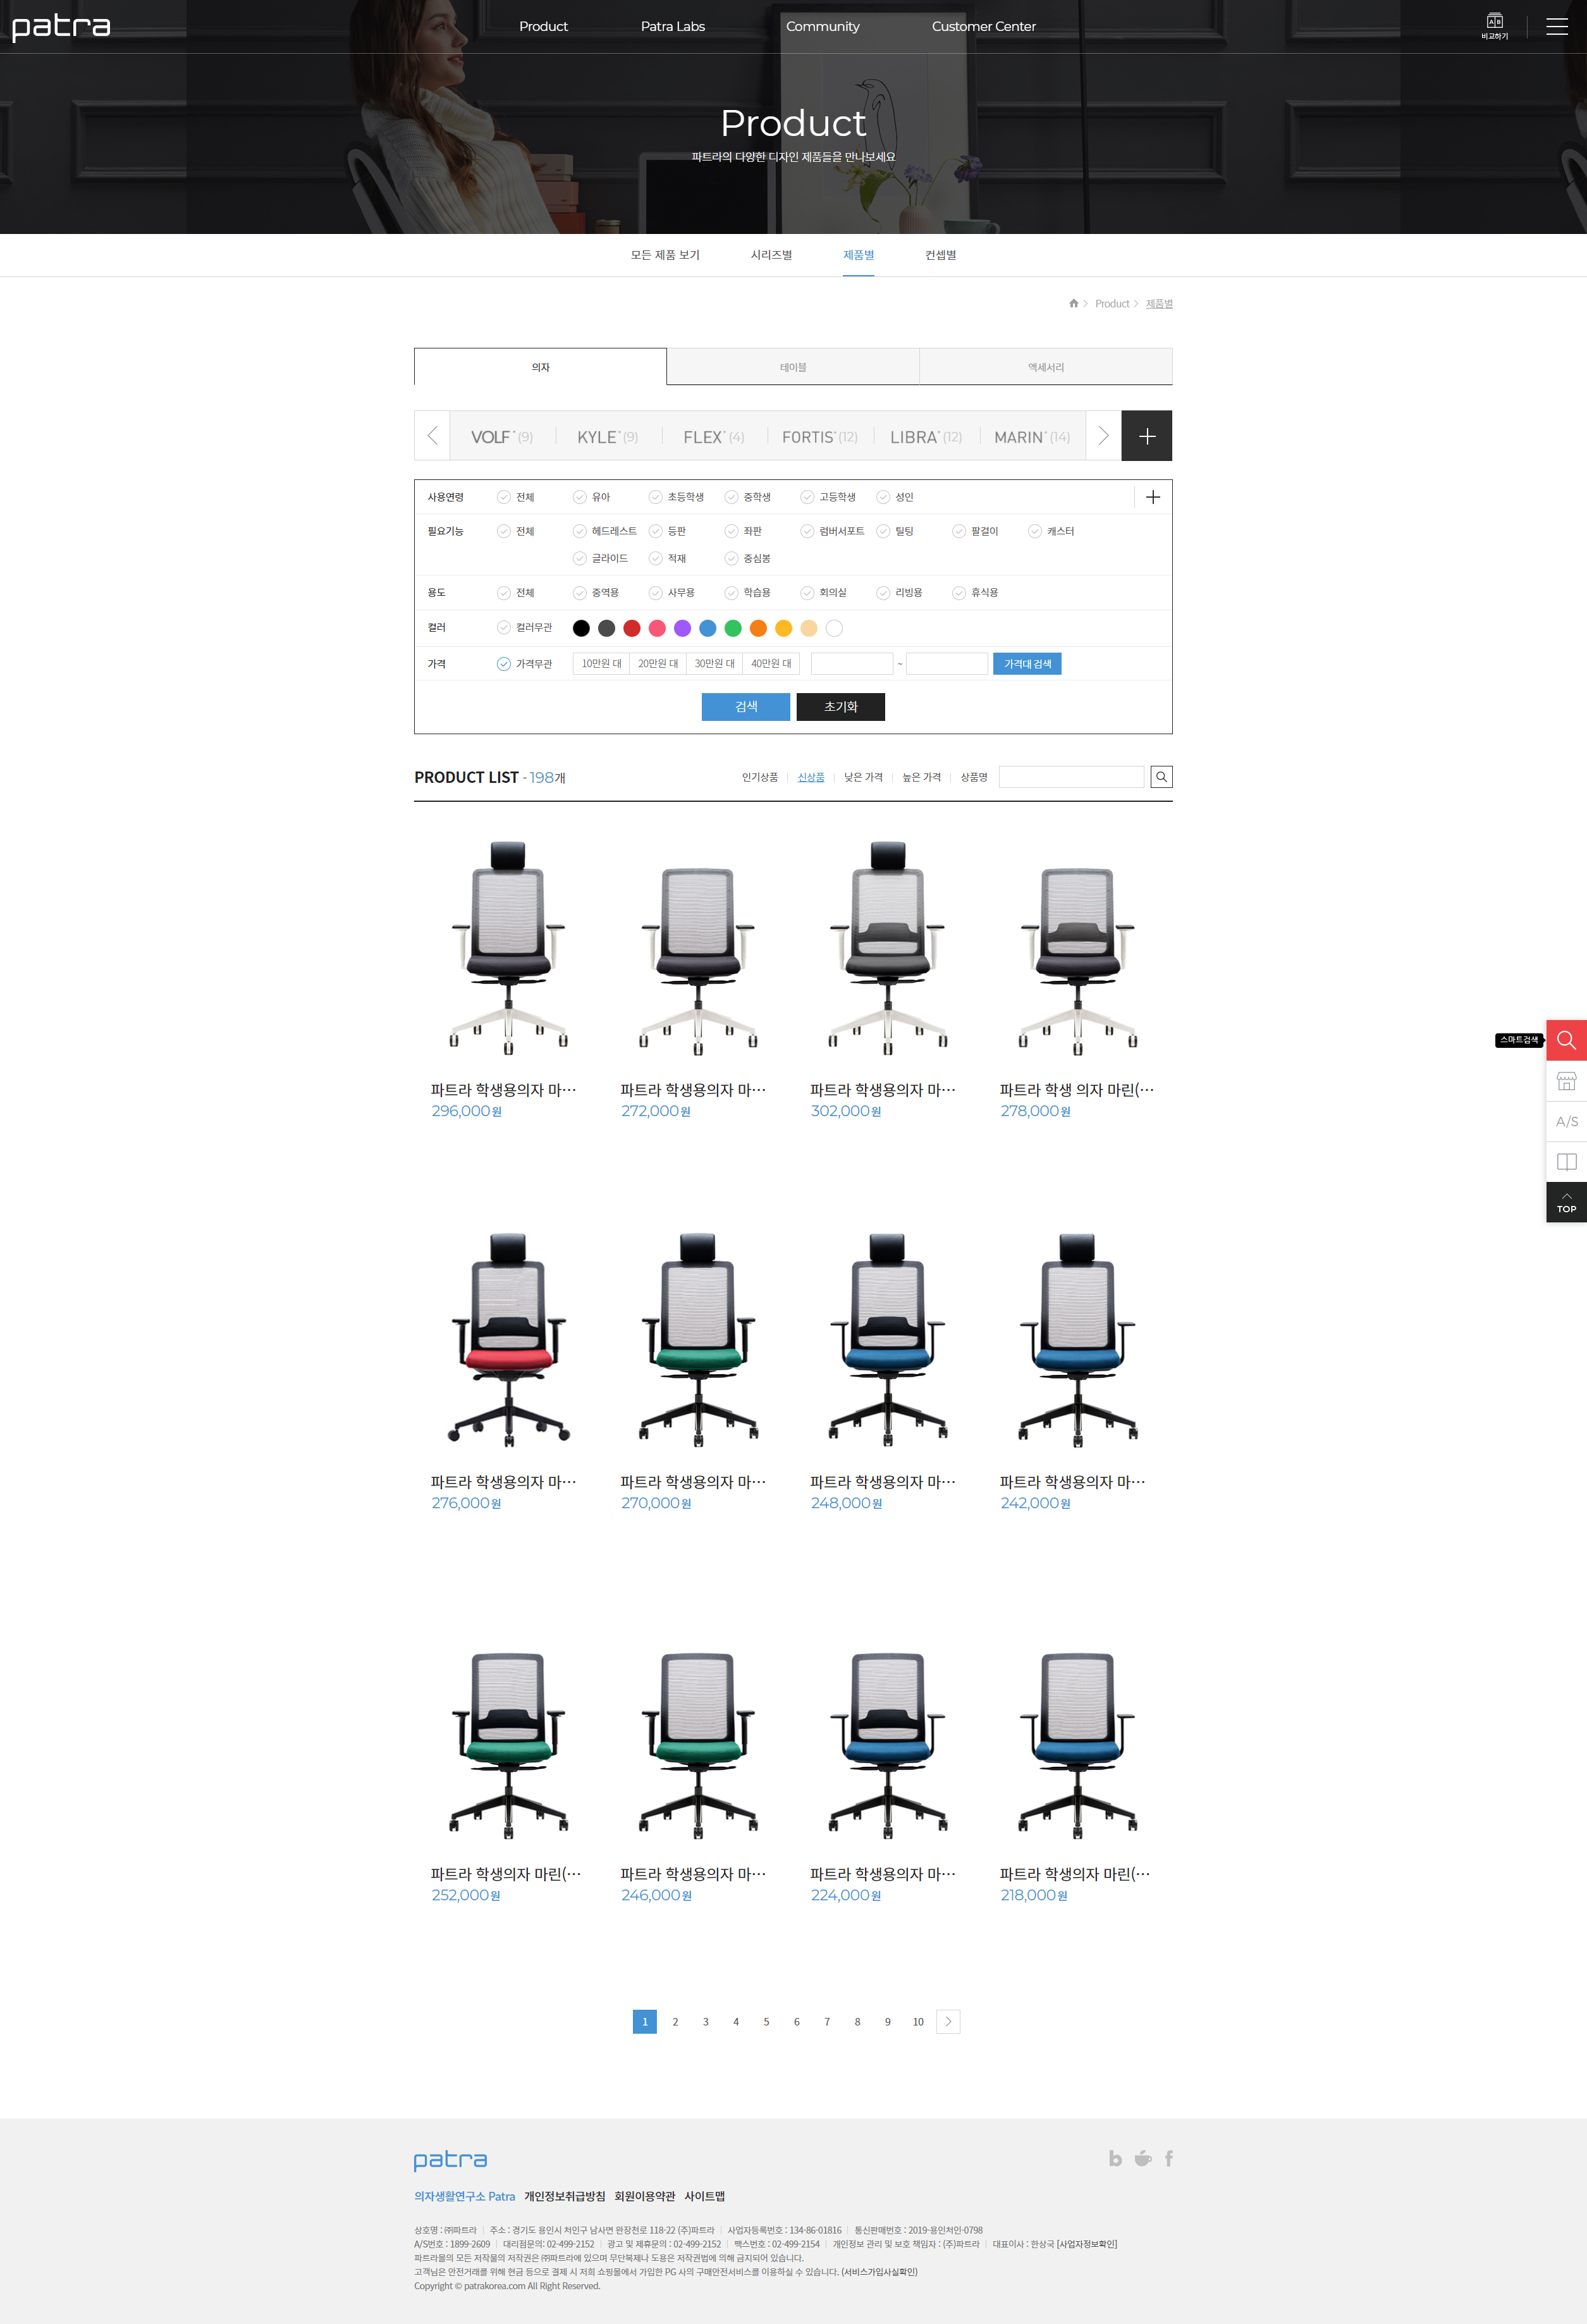 patra
Product Patra Labs Community Customer Center
A B
비교하기
Product
파트라의 다양한 디자인 제품들을 만나보세요
모든 제품 보기 시리즈별 제품별 컨셉별
Product 제품별
의자 테이블 액세서리
VOLF (9) KYLE (9) FLEX (4) FORTIS (12) LIBRA (12) MARIN (14)
사용연령 전체 유아 초등학생 중학생 고등학생 성인
필요기능 전체 헤드레스트 등판 좌판 럼버서포트 틸팅 팔걸이 캐스터
글라이드 적재 중심봉
용도 전체 중역용 사무용 학습용 회의실 리빙용 휴식용
컬러 컬러무관
가격 가격무관 10만원 대 20만원 대 30만원 대 40만원 대 ~ 가격대 검색
검색 초기화
PRODUCT LIST - 198개 인기상품 신상품 낮은 가격 높은 가격 상품명
스마트검색
A/S
TOP
파트라 학생용의자 마… 파트라 학생용의자 마… 파트라 학생용의자 마… 파트라 학생 의자 마린(…
296,000원 272,000원 302,000원 278,000원
파트라 학생용의자 마… 파트라 학생용의자 마… 파트라 학생용의자 마… 파트라 학생용의자 마…
276,000원 270,000원 248,000원 242,000원
파트라 학생의자 마린(… 파트라 학생용의자 마… 파트라 학생용의자 마… 파트라 학생의자 마린(…
252,000원 246,000원 224,000원 218,000원
1 2 3 4 5 6 7 8 9 10
patra
의자생활연구소 Patra 개인정보취급방침 회원이용약관 사이트맵
상호명 : ㈜파트라 주소 : 경기도 용인시 처인구 남사면 완장천로 118-22 (주)파트라 사업자등록번호 : 134-86-01816 통신판매번호 : 2019-용인처인-0798
A/S번호 : 1899-2609 대리점문의: 02-499-2152 광고 및 제휴문의 : 02-499-2152 팩스번호 : 02-499-2154 개인정보 관리 및 보호 책임자 : (주)파트라 대표이사 : 한상국 [사업자정보확인]
파트라몰의 모든 저작물의 저작권은 ㈜파트라에 있으며 무단복제나 도용은 저작권법에 의해 금지되어 있습니다.
고객님은 안전거래를 위해 현금 등으로 결제 시 저희 쇼핑몰에서 가입한 PG 사의 구매안전서비스를 이용하실 수 있습니다. (서비스가입사실확인)
Copyright © patrakorea.com All Right Reserved.